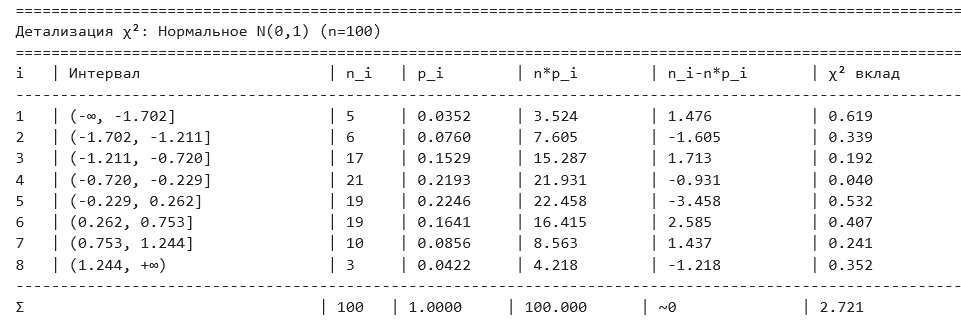 ==========================================================================================================
Детализация χ²: Нормальное N(0,1) (n=100)
==========================================================================================================
i | Интервал | n_i | p_i | n*p_i | n_i-n*p_i | χ² вклад
----------------------------------------------------------------------------------------------------------
1 | (-∞, -1.702] | 5 | 0.0352 | 3.524 | 1.476 | 0.619
2 | (-1.702, -1.211] | 6 | 0.0760 | 7.605 | -1.605 | 0.339
3 | (-1.211, -0.720] | 17 | 0.1529 | 15.287 | 1.713 | 0.192
4 | (-0.720, -0.229] | 21 | 0.2193 | 21.931 | -0.931 | 0.040
5 | (-0.229, 0.262] | 19 | 0.2246 | 22.458 | -3.458 | 0.532
6 | (0.262, 0.753] | 19 | 0.1641 | 16.415 | 2.585 | 0.407
7 | (0.753, 1.244] | 10 | 0.0856 | 8.563 | 1.437 | 0.241
8 | (1.244, +∞) | 3 | 0.0422 | 4.218 | -1.218 | 0.352
----------------------------------------------------------------------------------------------------------
Σ | 100 | 1.0000 | 100.000 | ~0 | 2.721